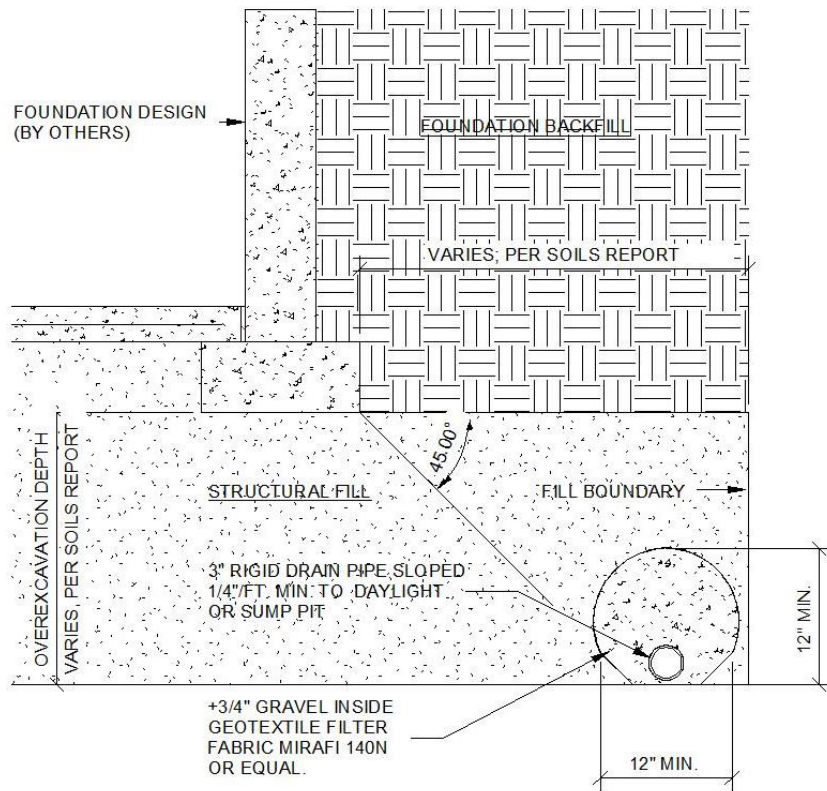 FOUNDATION DESIGN
(BY OTHERS)
FOUNDATION BACKFILL
VARIES; PER SOILS REPORT
OVEREXCAVATION DEPTH
VARIES, PER SOILS REPORT
45.00°
STRUCTURAL FILL
FILL BOUNDARY
3" RIGID DRAIN PIPE SLOPED
1/4"/FT. MIN. TO DAYLIGHT
OR SUMP PIT
12" MIN.
+3/4" GRAVEL INSIDE
GEOTEXTILE FILTER
FABRIC MIRAFI 140N
OR EQUAL.
12" MIN.